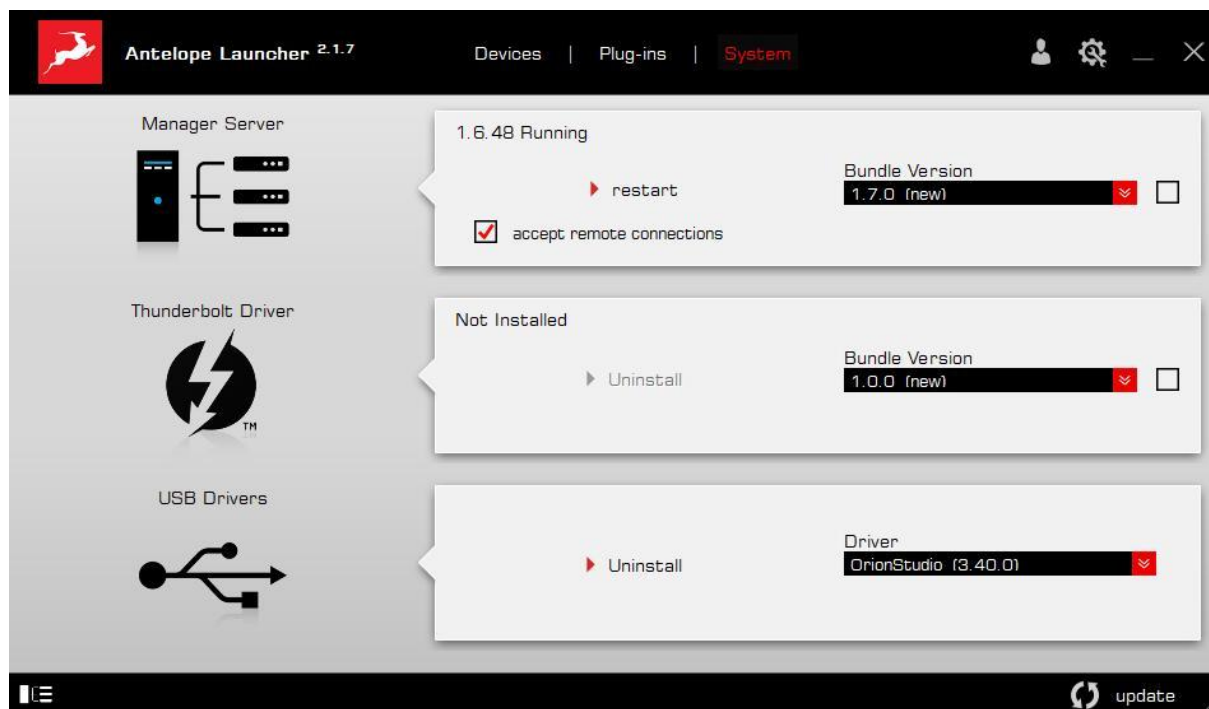 Antelope Launcher 2.1.7
Devices | Plug-ins | System
Manager Server
1.6.48 Running
restart
Bundle Version
1.7.0 (new)
accept remote connections
Thunderbolt Driver
TM
Not Installed
Uninstall
Bundle Version
1.0.0 (new)
USB Drivers
Uninstall
Driver
OrionStudio (3.40.0)
update